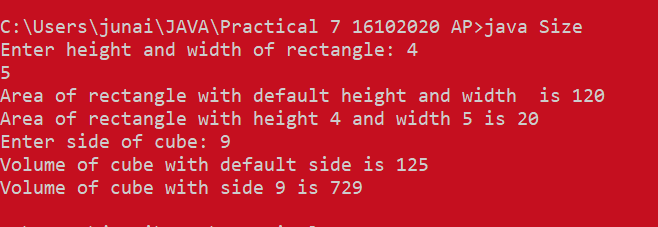 C:\Users\junai\JAVA\Practical 7 16102020 AP>java Size
Enter height and width of rectangle: 4
5
Area of rectangle with default height and width  is 120
Area of rectangle with height 4 and width 5 is 20
Enter side of cube: 9
Volume of cube with default side is 125
Volume of cube with side 9 is 729